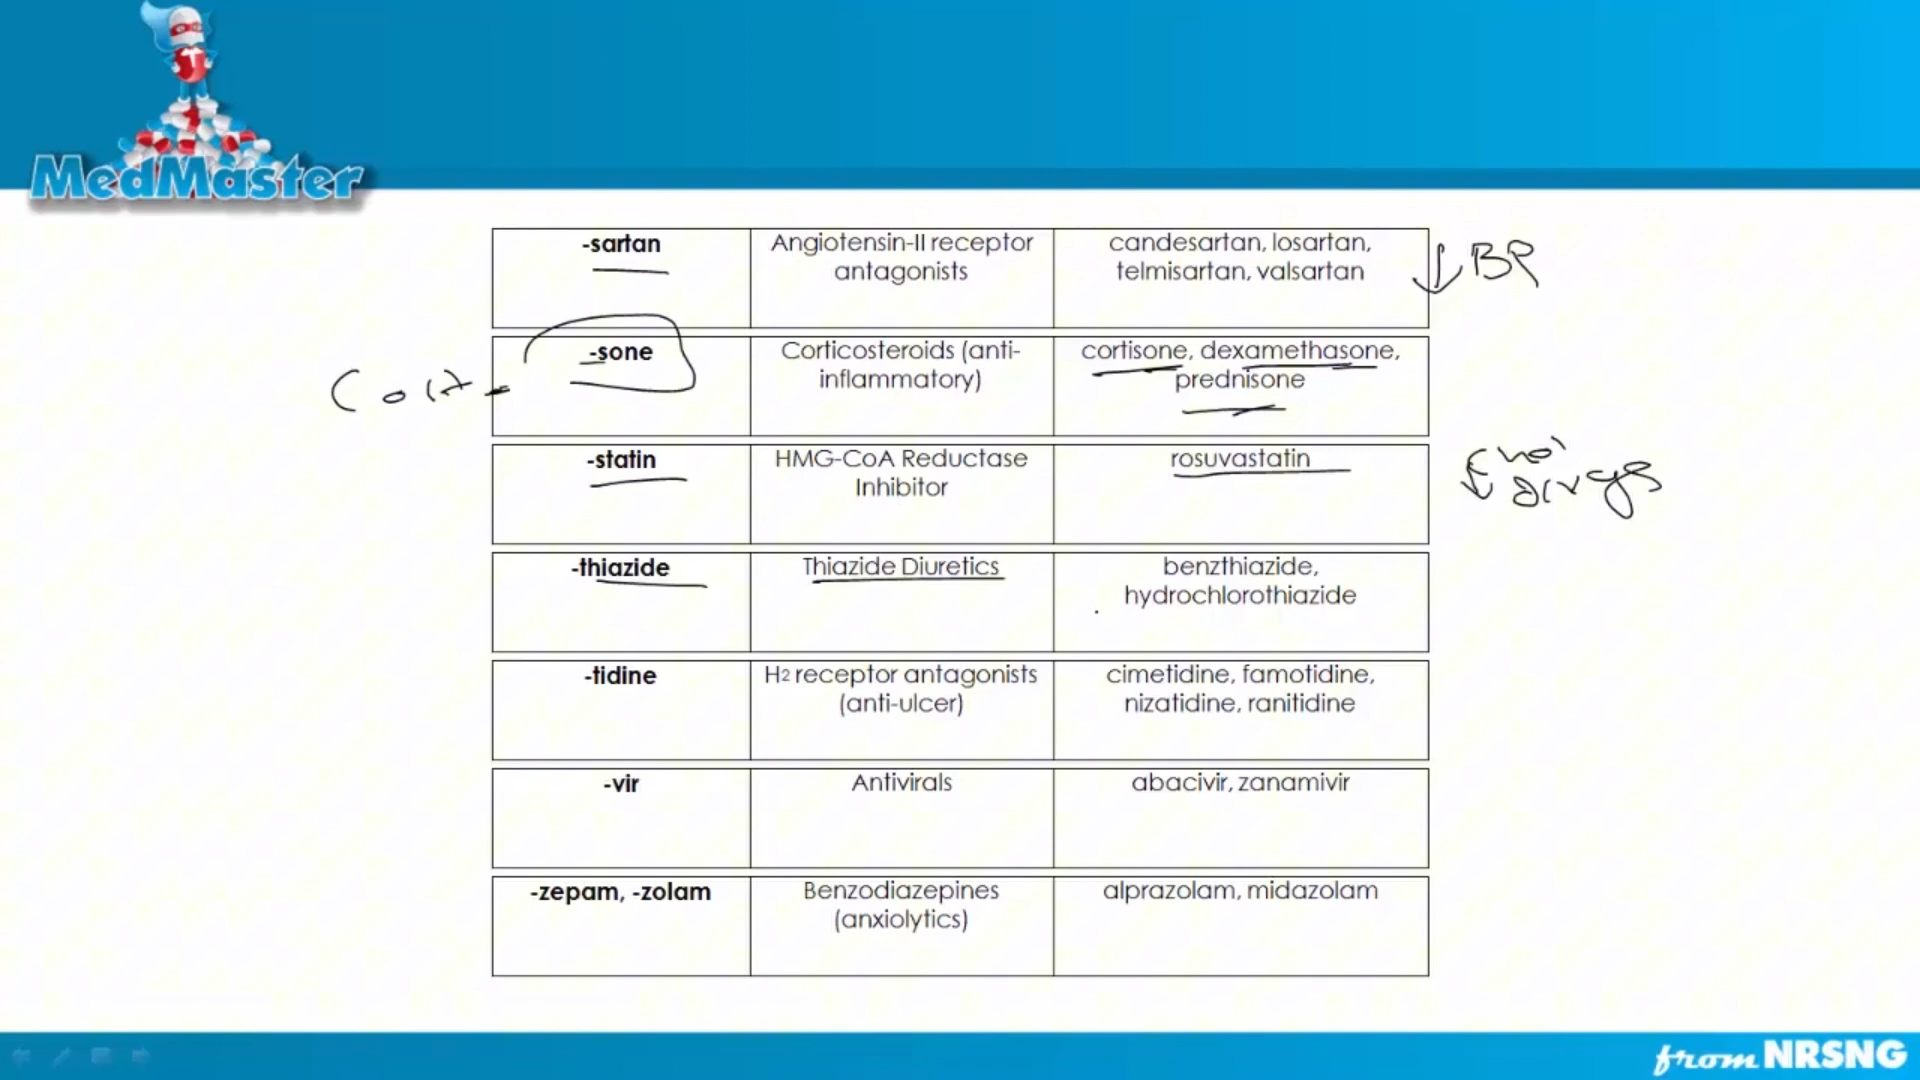 MedMaster
-sartan
Angiotensin-II receptor
antagonists
candesartan, losartan,
telmisartan, valsartan
↓ BP
-sone
Corticosteroids (anti-
inflammatory)
cortisone, dexamethasone,
prednisone
-statin
HMG-CoA Reductase
Inhibitor
rosuvastatin
-thiazide
Thiazide Diuretics
benzthiazide,
hydrochlorothiazide
-tidine
H2 receptor antagonists
(anti-ulcer)
cimetidine, famotidine,
nizatidine, ranitidine
-vir
Antivirals
abacivir, zanamivir
-zepam, -zolam
Benzodiazepines
(anxiolytics)
alprazolam, midazolam
from NRSNG